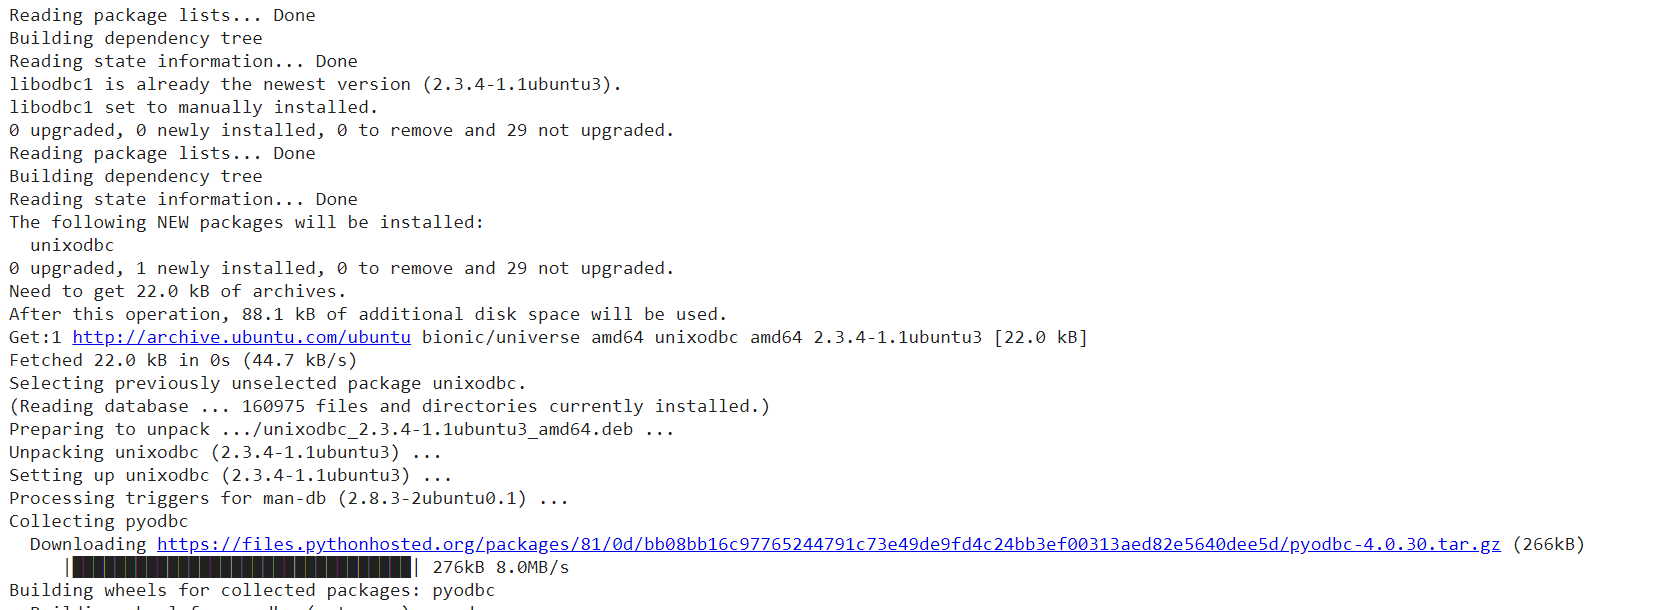 Reading package lists... Done
Building dependency tree
Reading state information... Done
libodbc1 is already the newest version (2.3.4-1.1ubuntu3).
libodbc1 set to manually installed.
0 upgraded, 0 newly installed, 0 to remove and 29 not upgraded.
Reading package lists... Done
Building dependency tree
Reading state information... Done
The following NEW packages will be installed:
  unixodbc
0 upgraded, 1 newly installed, 0 to remove and 29 not upgraded.
Need to get 22.0 kB of archives.
After this operation, 88.1 kB of additional disk space will be used.
Get:1 http://archive.ubuntu.com/ubuntu bionic/universe amd64 unixodbc amd64 2.3.4-1.1ubuntu3 [22.0 kB]
Fetched 22.0 kB in 0s (44.7 kB/s)
Selecting previously unselected package unixodbc.
(Reading database ... 160975 files and directories currently installed.)
Preparing to unpack .../unixodbc_2.3.4-1.1ubuntu3_amd64.deb ...
Unpacking unixodbc (2.3.4-1.1ubuntu3) ...
Setting up unixodbc (2.3.4-1.1ubuntu3) ...
Processing triggers for man-db (2.8.3-2ubuntu0.1) ...
Collecting pyodbc
  Downloading https://files.pythonhosted.org/packages/81/0d/bb08bb16c97765244791c73e49de9fd4c24bb3ef00313aed82e5640dee5d/pyodbc-4.0.30.tar.gz (266kB)
276kB 8.0MB/s
Building wheels for collected packages: pyodbc